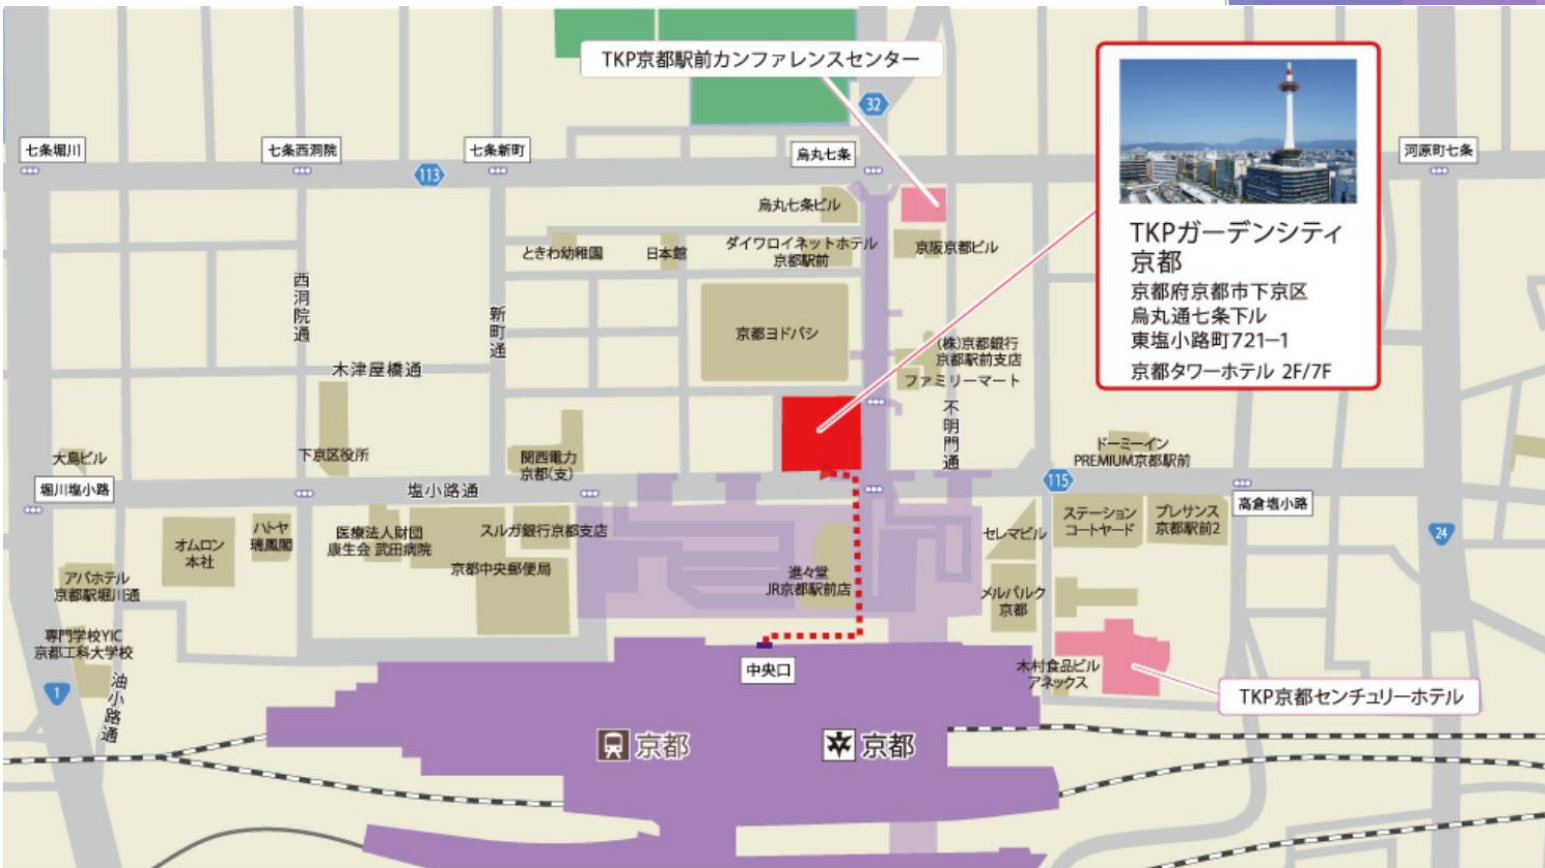 TKP京都駅前カンファレンスセンター
32
七条堀川
七条西洞院
七条新町
烏丸七条
河原町七条
113
TKPガーデンシティ
京都
京都府京都市下京区
烏丸通七条下ル
東塩小路町721−1
京都タワーホテル 2F/7F
烏丸七条ビル
ときわ幼稚園
日本館
ダイワロイネットホテル
京都駅前
京阪京都ビル
西洞院通
新町通
京都ヨドバシ
(株)京都銀行
京都駅前支店
ファミリーマート
木津屋橋通
不明門通
大島ビル
下京区役所
関西電力
京都(支)
ドーミーイン
PREMIUM京都駅前
堀川塩小路
塩小路通
115
高倉塩小路
オムロン
本社
ハトヤ
瑞鳳閣
医療法人財団
康生会 武田病院
スルガ銀行京都支店
京都中央郵便局
進々堂
JR京都駅前店
セレマビル
ステーション
コートヤード
プレサンス
京都駅前2
24
アパホテル
京都駅堀川通
メルパルク
京都
専門学校YIC
京都工科大学校
油小路通
1
中央口
木村食品ビル
アネックス
TKP京都センチュリーホテル
京都
京都